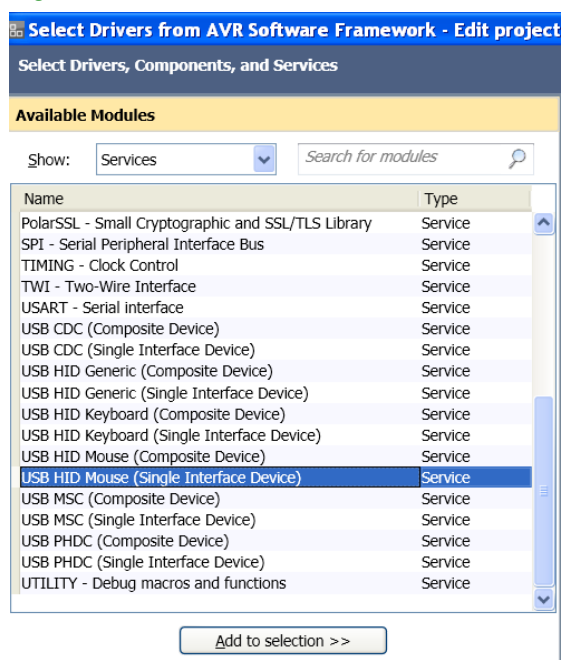 Select Drivers from AVR Software Framework - Edit project
Select Drivers, Components, and Services
Available Modules
Show: Services Search for modules
Name Type
PolarSSL - Small Cryptographic and SSL/TLS Library Service
SPI - Serial Peripheral Interface Bus Service
TIMING - Clock Control Service
TWI - Two-Wire Interface Service
USART - Serial interface Service
USB CDC (Composite Device) Service
USB CDC (Single Interface Device) Service
USB HID Generic (Composite Device) Service
USB HID Generic (Single Interface Device) Service
USB HID Keyboard (Composite Device) Service
USB HID Keyboard (Single Interface Device) Service
USB HID Mouse (Composite Device) Service
USB HID Mouse (Single Interface Device) Service
USB MSC (Composite Device) Service
USB MSC (Single Interface Device) Service
USB PHDC (Composite Device) Service
USB PHDC (Single Interface Device) Service
UTILITY - Debug macros and functions Service
Add to selection >>